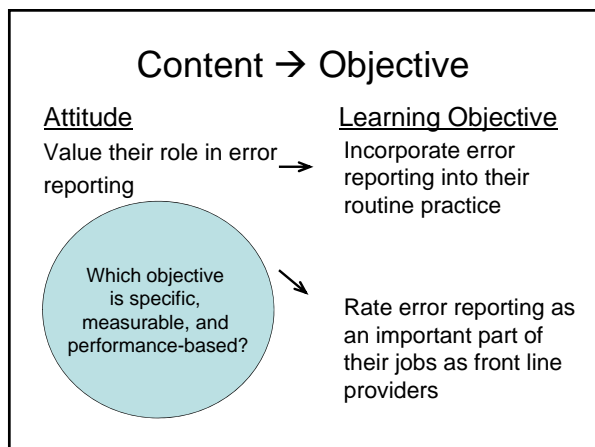 Content → Objective
Attitude
Value their role in error
reporting
Learning Objective
Incorporate error
reporting into their
routine practice
Which objective
is specific,
measurable, and
performance-based?
Rate error reporting as
an important part of
their jobs as front line
providers